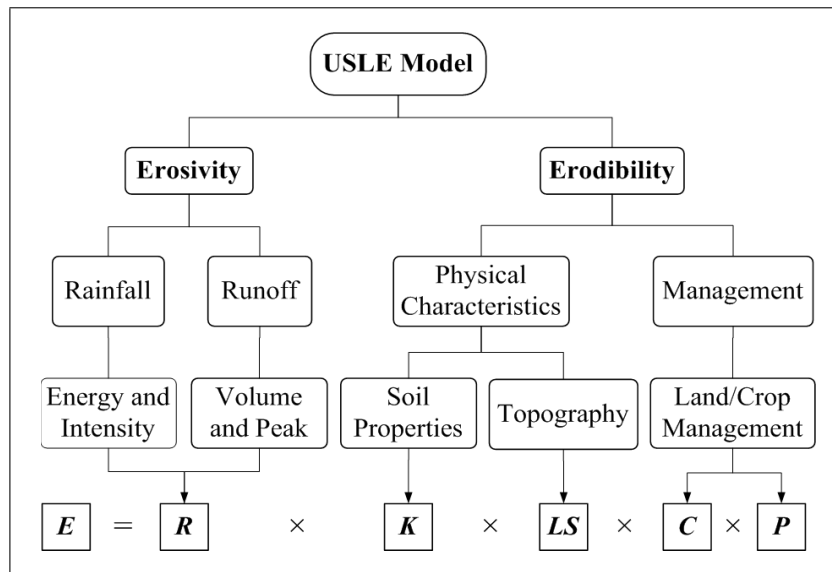 USLE Model
Erosivity
Erodibility
Rainfall
Runoff
Physical
Characteristics
Management
Energy and
Intensity
Volume
and Peak
Soil
Properties
Topography
Land/Crop
Management
E = R × K × LS × C × P